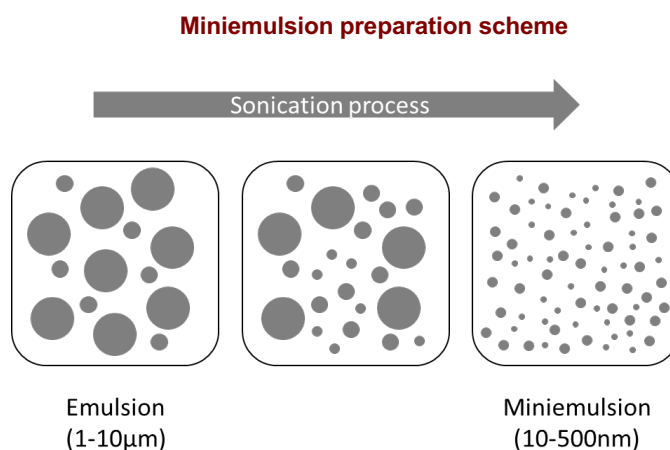 Miniemulsion preparation scheme
Sonication process
Emulsion
(1-10µm)
Miniemulsion
(10-500nm)